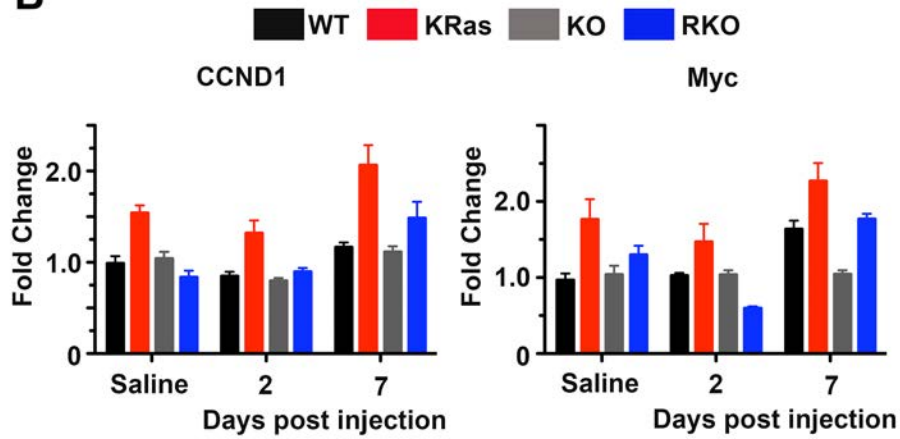 B
WT KRas KO RKO
CCND1
Fold Change
2.0
1.0
0
Saline 2 7
Days post injection
Myc
Fold Change
2.0
1.0
0
Saline 2 7
Days post injection